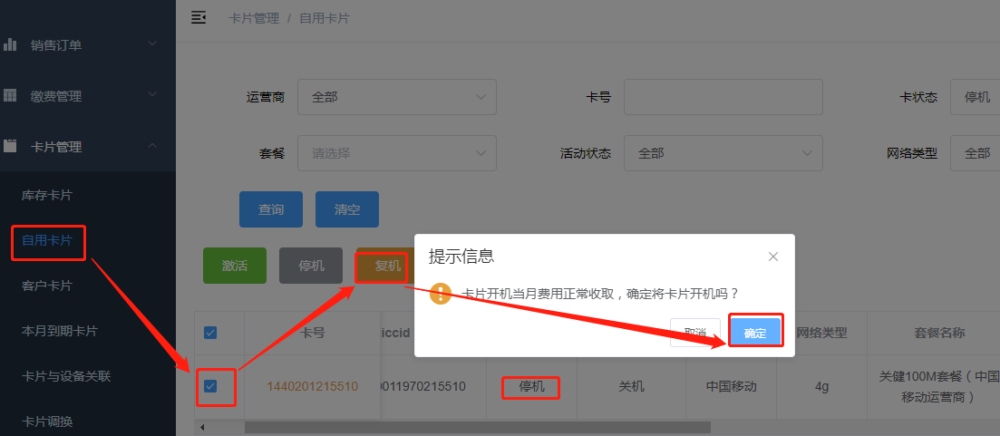 卡片管理 / 自用卡片
销售订单
缴费管理
卡片管理
库存卡片
自用卡片
客户卡片
本月到期卡片
卡片与设备关联
卡片调换
运营商 全部 卡号 卡状态 停机
套餐 请选择 活动状态 全部 网络类型 全部
查询 清空
激活 停机 复机
提示信息
卡片开机当月费用正常收取，确定将卡片开机吗？
取消 确定
卡号 iccid 网络类型 套餐名称
1440201215510 0011970215510 停机 关机 中国移动 4g 关健100M套餐（中国
移动运营商）